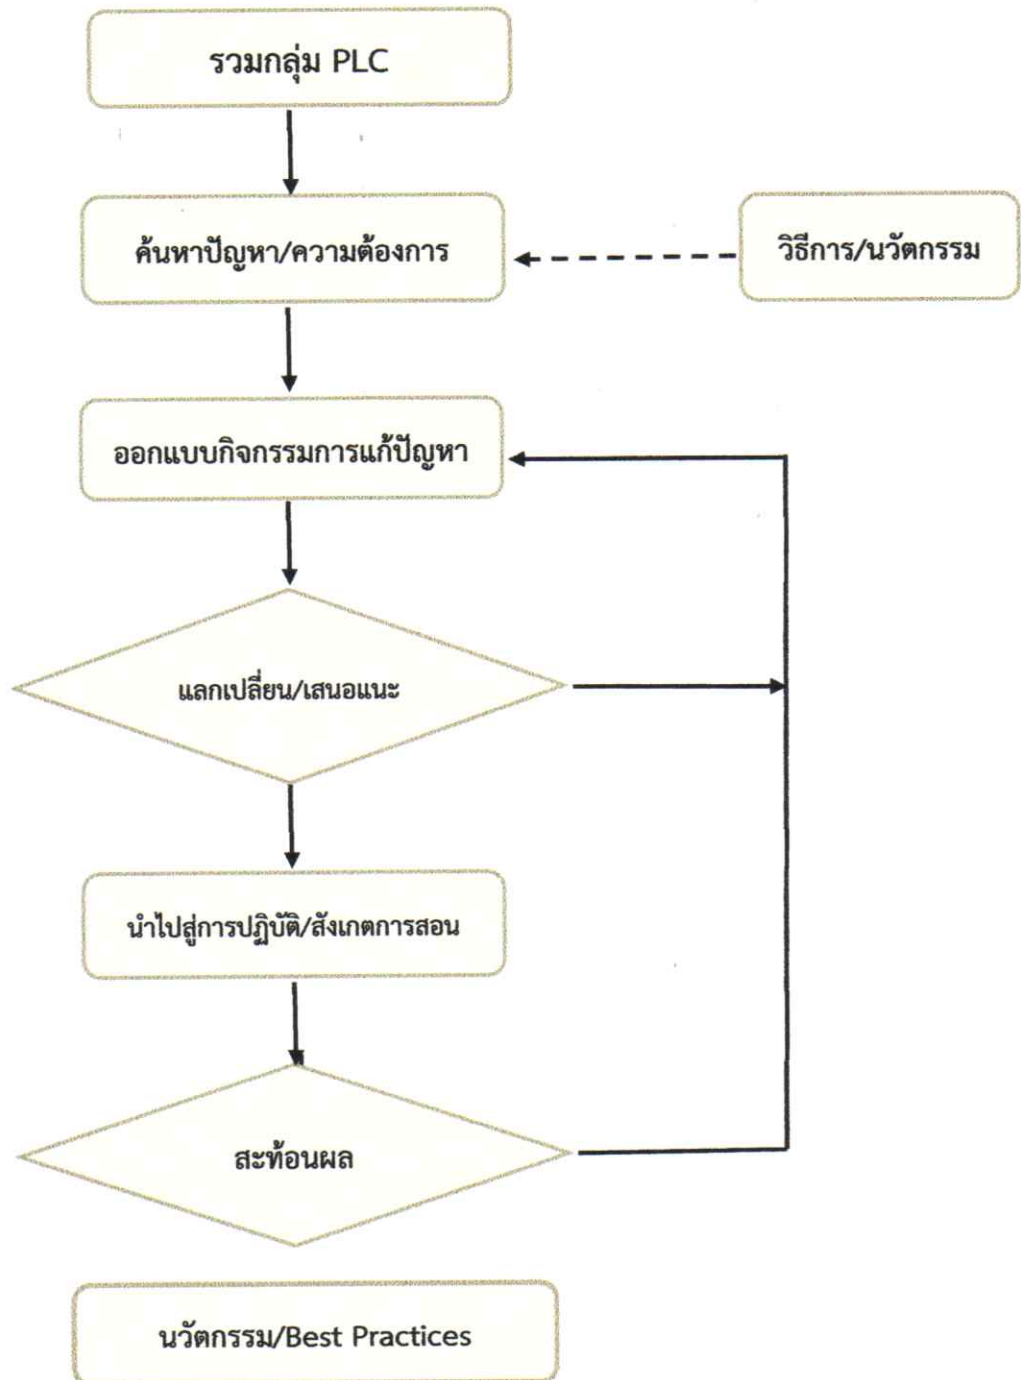 รวมกลุ่ม PLC
ค้นหาปัญหา/ความต้องการ
วิธีการ/นวัตกรรม
ออกแบบกิจกรรมการแก้ปัญหา
แลกเปลี่ยน/เสนอแนะ
นำไปสู่การปฏิบัติ/สังเกตการสอน
สะท้อนผล
นวัตกรรม/Best Practices